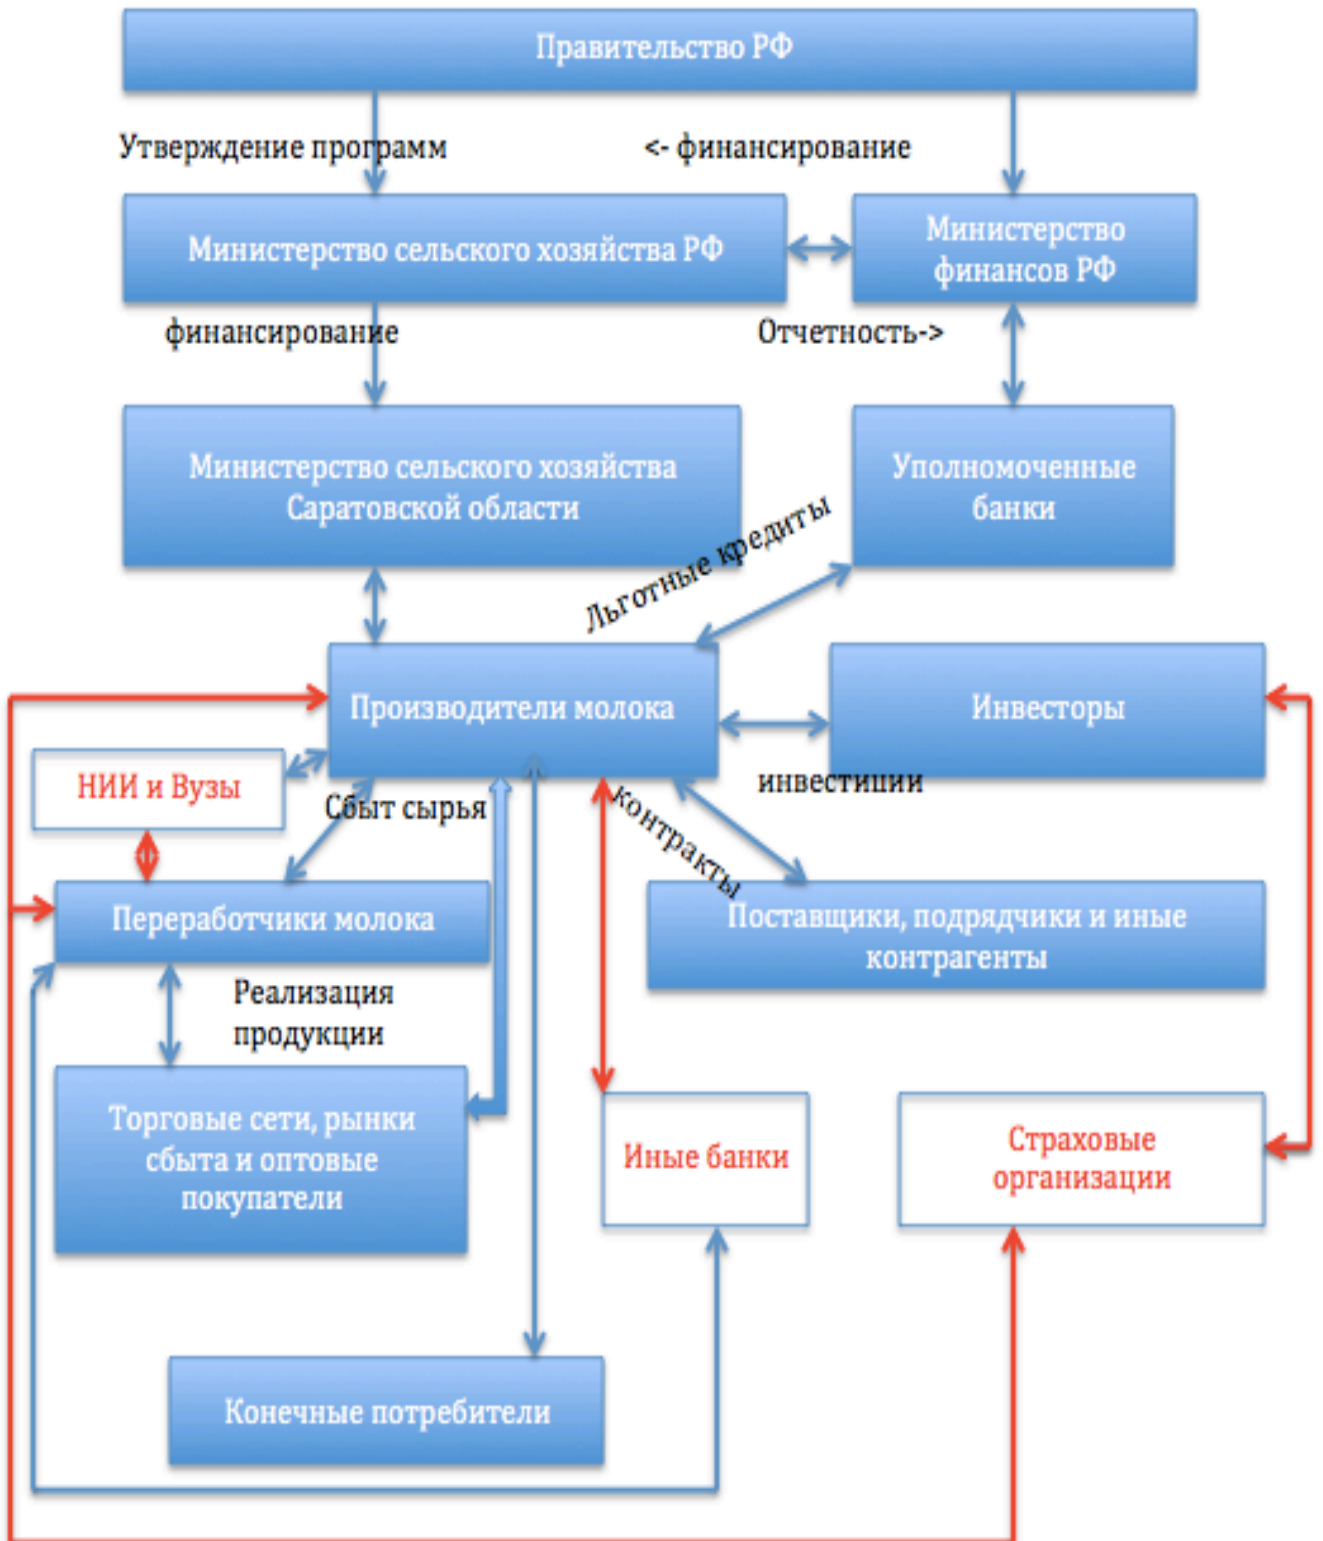 Правительство РФ
Утверждение программ
<- финансирование
Министерство сельского хозяйства РФ
Министерство
финансов РФ
финансирование
Отчетность->
Министерство сельского хозяйства
Саратовской области
Уполномоченные
банки
Льготные кредиты
Производители молока
Инвесторы
НИИ и Вузы
Сбыт сырья
контракты
инвестиции
Переработчики молока
Поставщики, подрядчики и иные
контрагенты
Реализация
продукции
Торговые сети, рынки
сбыта и оптовые
покупатели
Иные банки
Страховые
организации
Конечные потребители